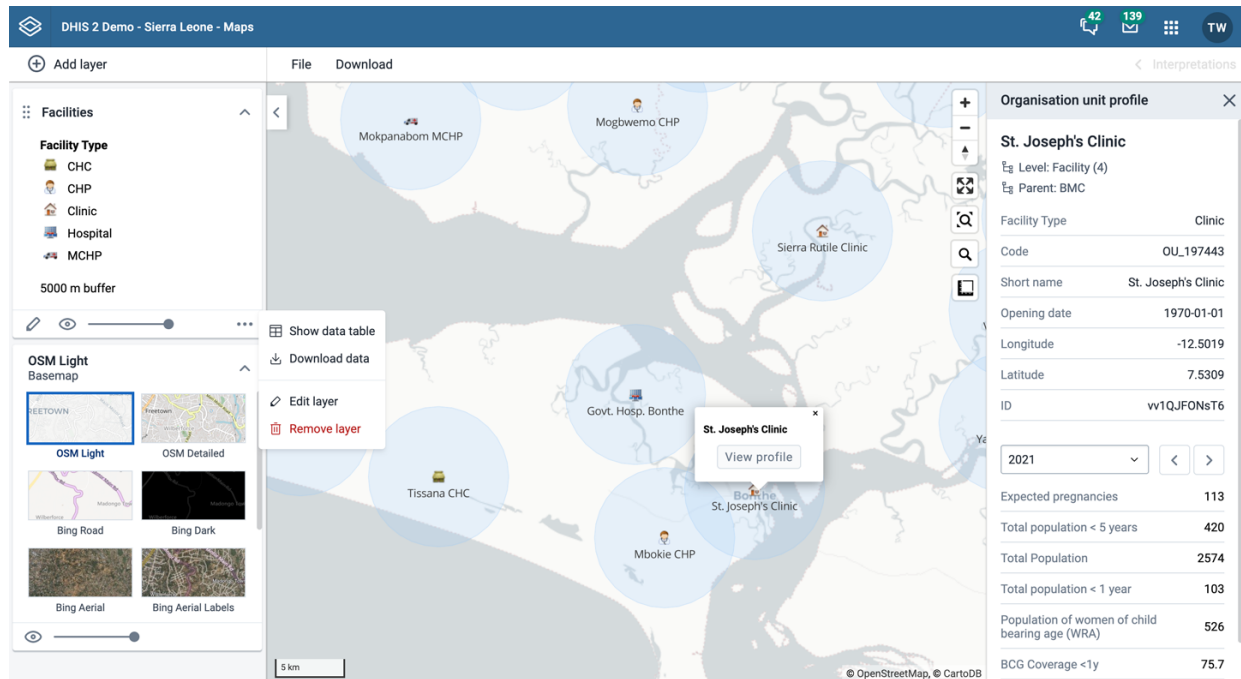 DHIS 2 Demo - Sierra Leone - Maps
42
139
TW
Add layer
File
Download
Interpretations
Facilities
Facility Type
CHC
CHP
Clinic
Hospital
MCHP
5000 m buffer
OSM Light
Basemap
REETOWN
OSM Light
Freetown
OSM Detailed
Wilberforce
Bing Road
Bing Dark
Bing Aerial
Bing Aerial Labels
Show data table
Download data
Edit layer
Remove layer
Mokpanabom MCHP
Mogbwemo CHP
Sierra Rutile Clinic
Govt. Hosp. Bonthe
St. Joseph's Clinic
View profile
Tissana CHC
Bonthe
St. Joseph's Clinic
Mbokie CHP
5 km
© OpenStreetMap, © CartoDB
Organisation unit profile
St. Joseph's Clinic
Level: Facility (4)
Parent: BMC
Facility Type Clinic
Code OU_197443
Short name St. Joseph's Clinic
Opening date 1970-01-01
Longitude -12.5019
Latitude 7.5309
ID vv1QJFONsT6
2021
Expected pregnancies 113
Total population < 5 years 420
Total Population 2574
Total population < 1 year 103
Population of women of child
bearing age (WRA) 526
BCG Coverage <1y 75.7